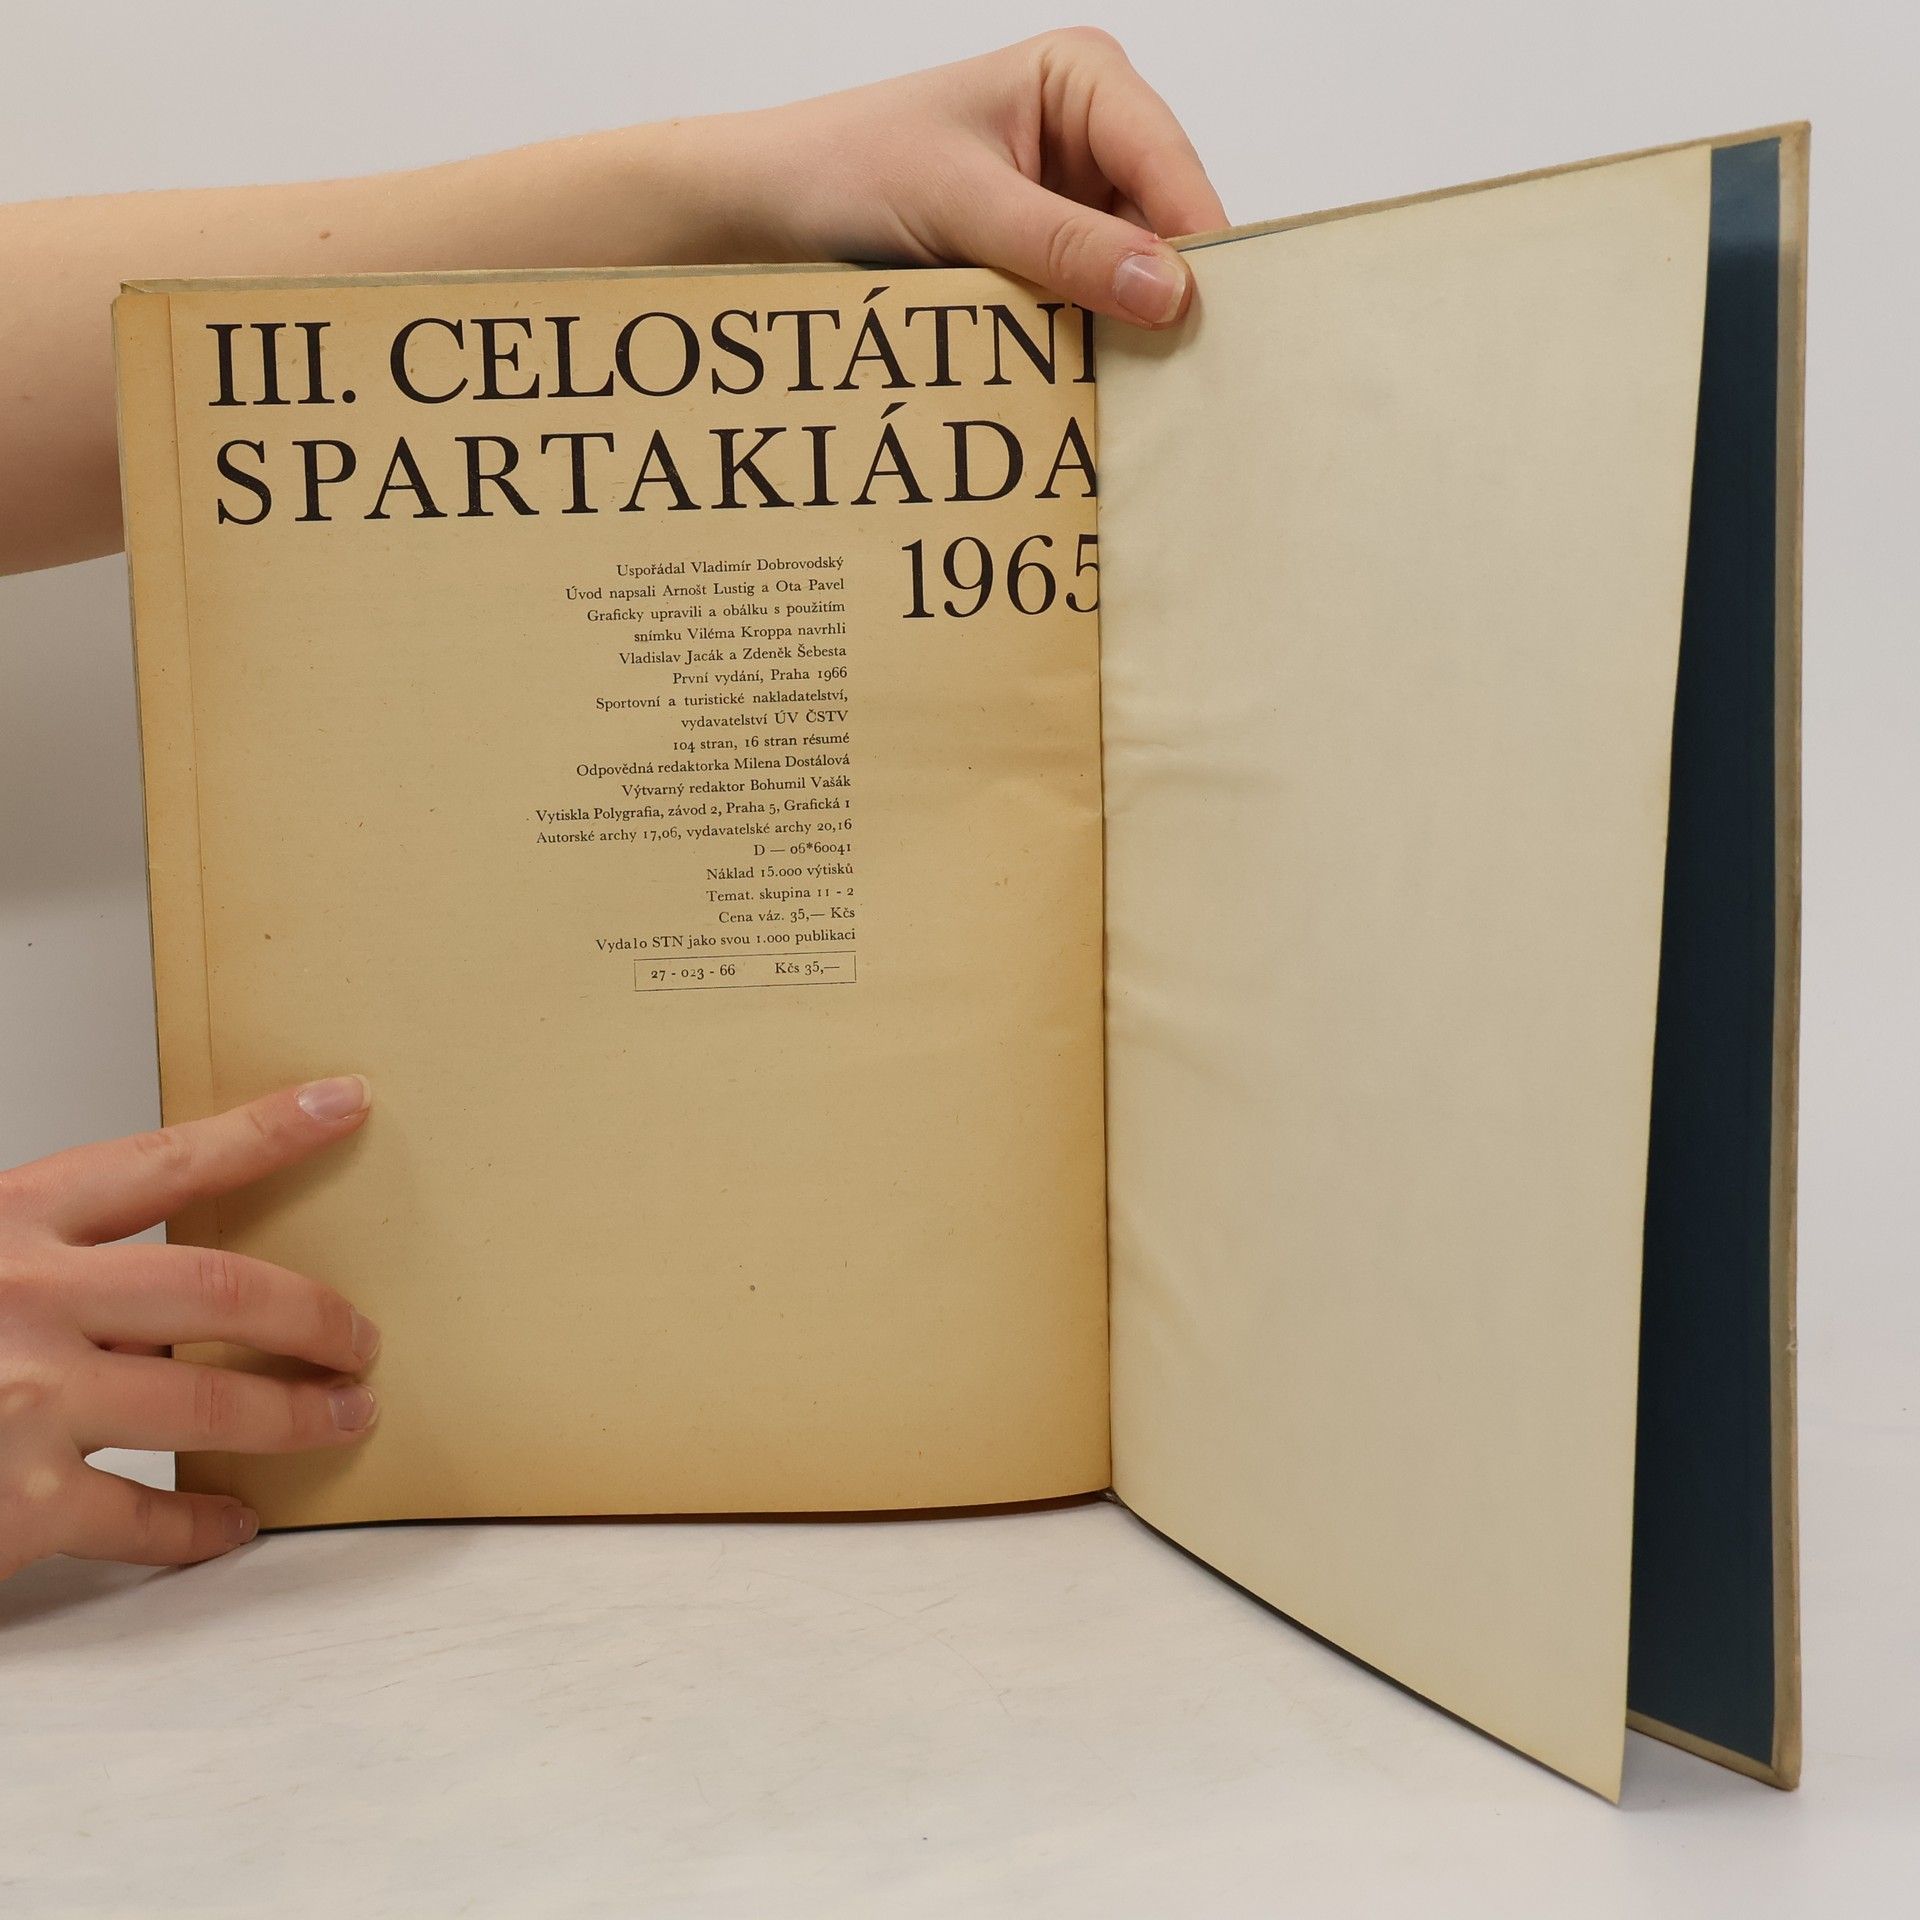 III. CELOSTÁTNÍ
SPARTAKIÁDA
1965
Uspořádal Vladimír Dobrovodský
Úvod napsali Arnošt Lustig a Ota Pavel
Graficky upravili a obálku s použitím
snímku Viléma Kroppa navrhli
Vladislav Jacák a Zdeněk Šebesta
První vydání, Praha 1966
Sportovní a turistické nakladatelství,
vydavatelství ÚV ČSTV
104 stran, 16 stran résumé
Odpovědná redaktorka Milena Dostálová
Výtvarný redaktor Bohumil Vašák
Vytiskla Polygrafia, závod 2, Praha 5, Grafická 1
Autorské archy 17,06, vydavatelské archy 20,16
D — 06*60041
Náklad 15.000 výtisků
Temat. skupina 11 - 2
Cena váz. 35,— Kčs
Vydalo STN jako svou 1.000 publikaci
27 - 023 - 66 Kčs 35,—